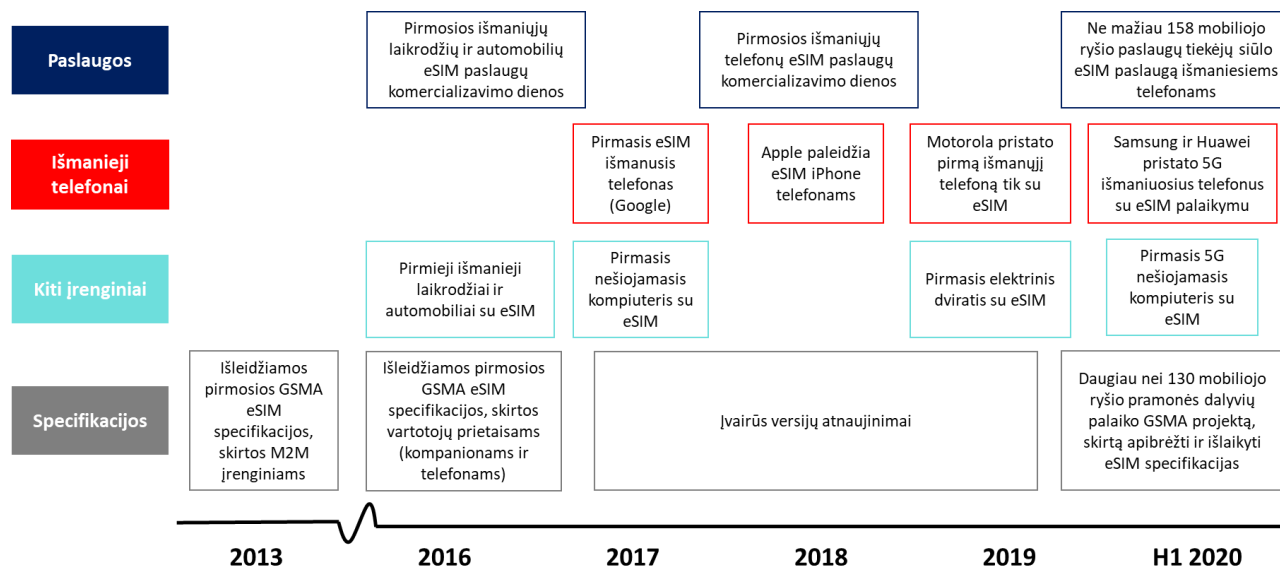 Paslaugos
Pirmosios išmaniųjų
laikrodžių ir automobilių
eSIM paslaugų
komercializavimo dienos
Pirmosios išmaniųjų
telefonų eSIM paslaugų
komercializavimo dienos
Ne mažiau 158 mobiliojo
ryšio paslaugų tiekėjų siūlo
eSIM paslaugą išmaniesiems
telefonams
Išmanieji
telefonai
Pirmasis eSIM
išmanusis
telefonas
(Google)
Apple paleidžia
eSIM iPhone
telefonams
Motorola pristato
pirmą išmanųjį
telefoną tik su
eSIM
Samsung ir Huawei
pristato 5G
išmaniuosius telefonus
su eSIM palaikymu
Kiti įrenginiai
Pirmieji išmanieji
laikrodžiai ir
automobiliai su eSIM
Pirmasis
nešiojamasis
kompiuteris su
eSIM
Pirmasis elektrinis
dviratis su eSIM
Pirmasis 5G
nešiojamasis
kompiuteris su
eSIM
Specifikacijos
Išleidžiamos
pirmosios GSMA
eSIM
specifikacijos,
skirtos M2M
įrenginiams
Išleidžiamos pirmosios
GSMA eSIM
specifikacijos, skirtos
vartotojų prietaisams
(kompanionams ir
telefonams)
Įvairūs versijų atnaujinimai
Daugiau nei 130 mobiliojo
ryšio pramonės dalyvių
palaiko GSMA projektą,
skirtą apibrėžti ir išlaikyti
eSIM specifikacijas
2013
2016
2017
2018
2019
H1 2020